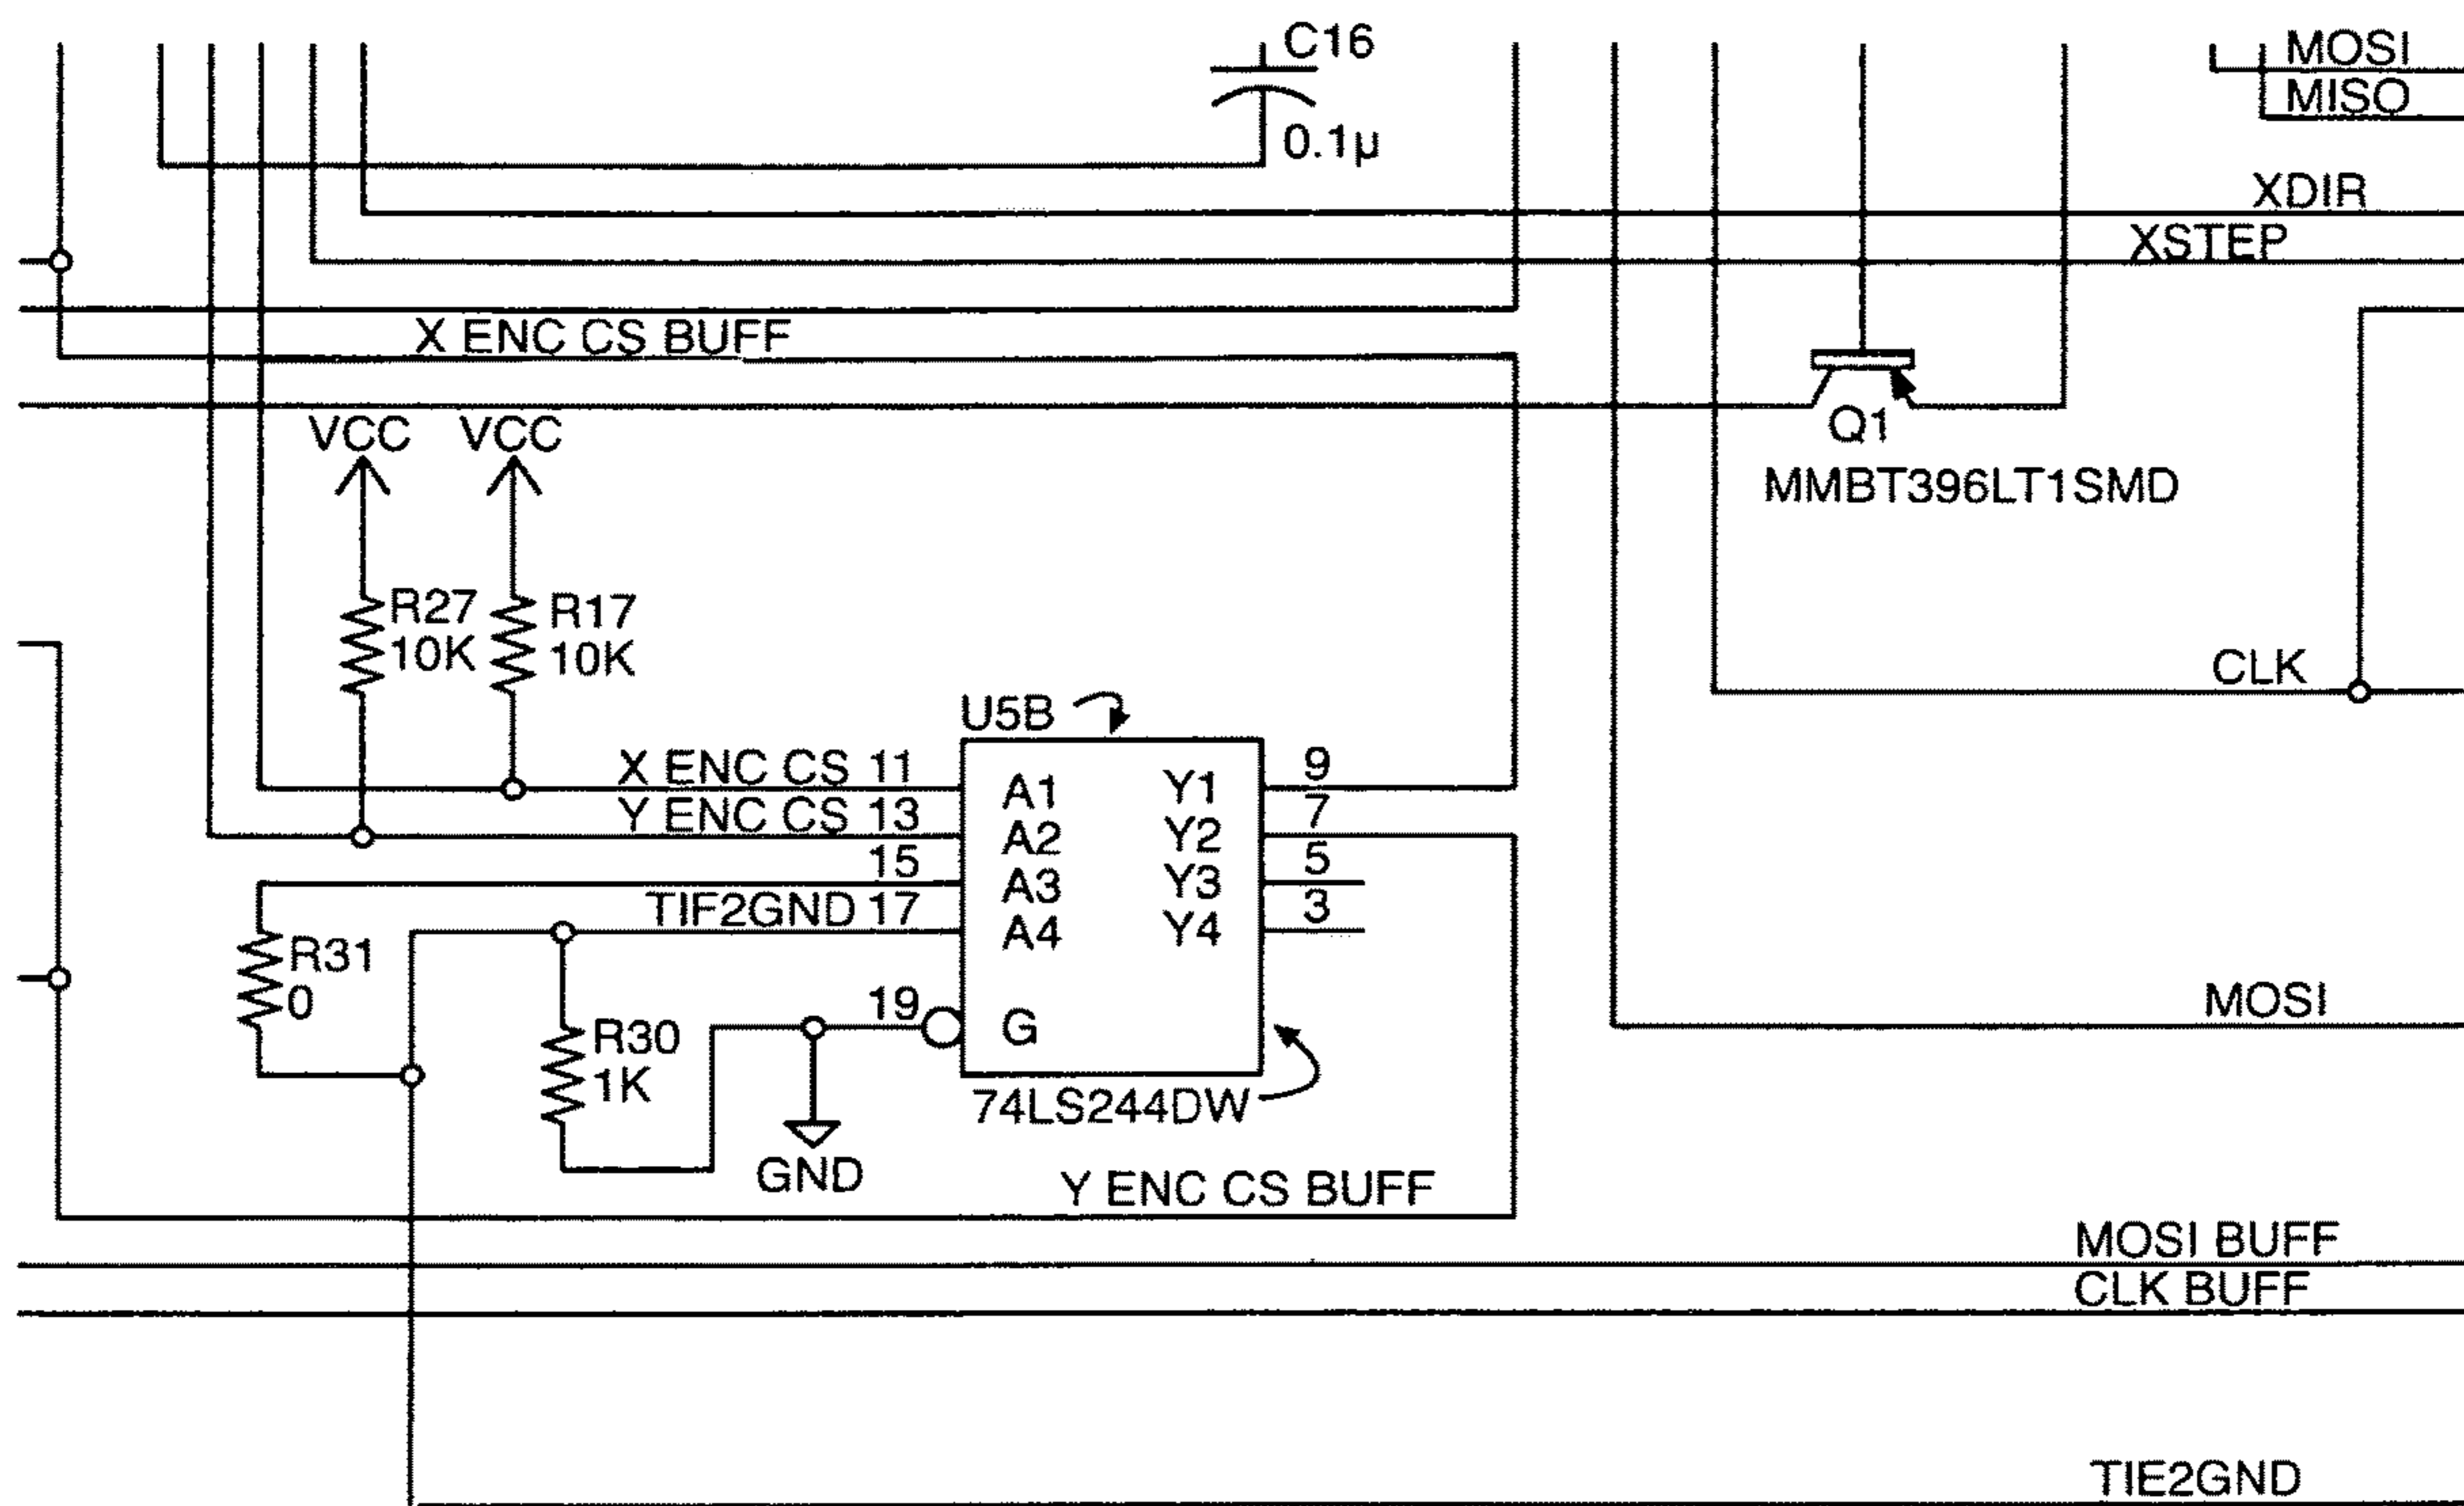 C16
0.1µ
MOSI
MISO
XDIR
XSTEP
X ENC CS BUFF
VCC
VCC
Q1
MMBT396LT1SMD
R27
10K
R17
10K
CLK
U5B
X ENC CS 11
Y ENC CS 13
15
TIF2GND 17
19
A1
A2
A3
A4
G
Y1
Y2
Y3
Y4
9
7
5
3
R31
0
R30
1K
GND
74LS244DW
MOSI
Y ENC CS BUFF
MOSI BUFF
CLK BUFF
TIE2GND